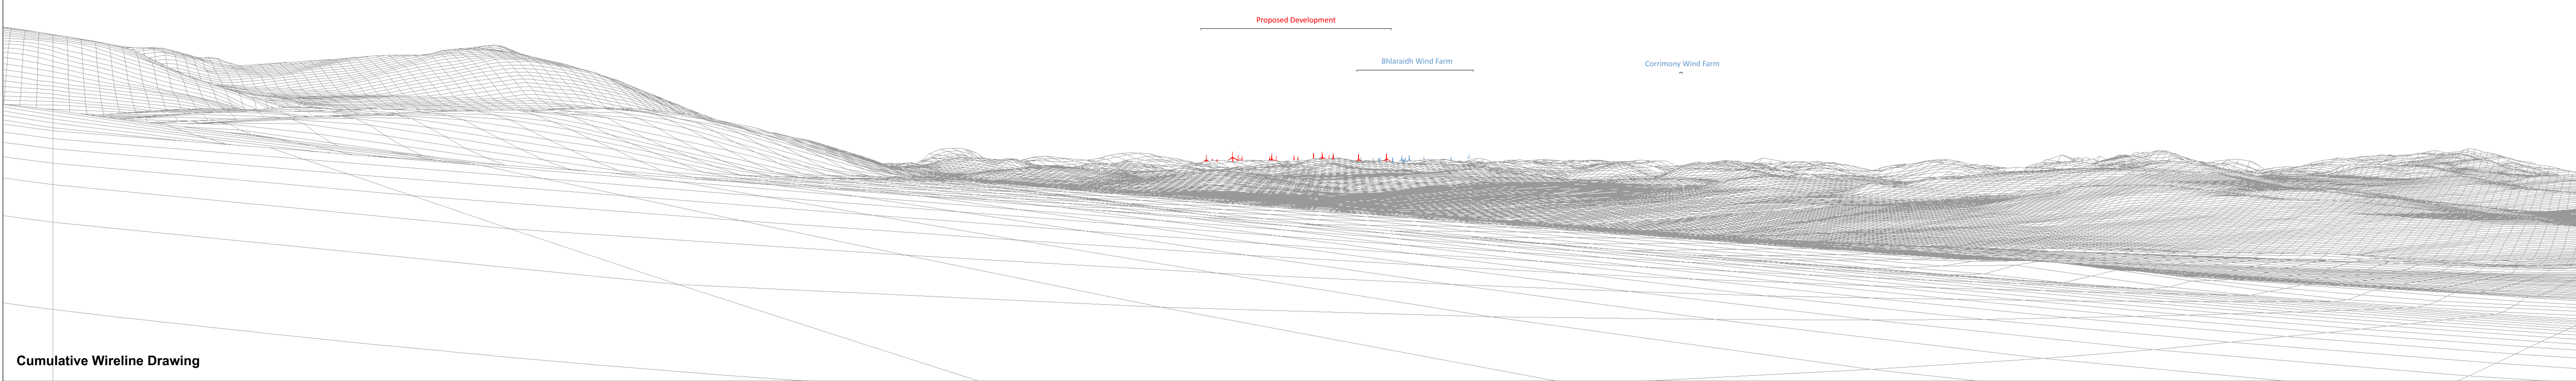 Proposed Development
Bhlaraidh Wind Farm
Corrimony Wind Farm
Cumulative Wireline Drawing